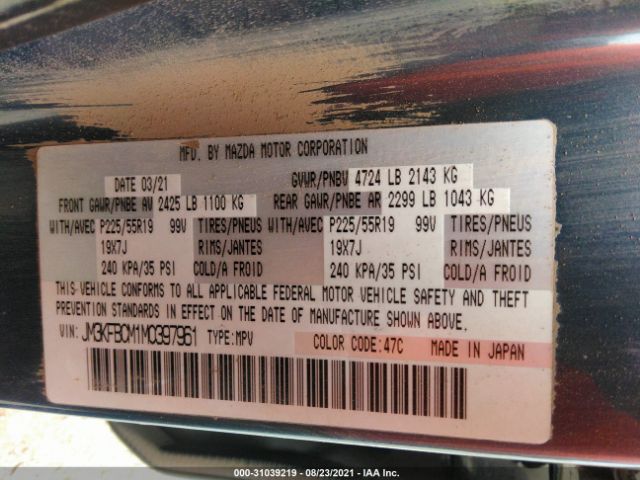 MFD. BY MAZDA MOTOR CORPORATION
DATE 03/21 GVWR/PNBV 4724 LB 2143 KG
FRONT GAWR/PNBE AV 2425 LB 1100 KG REAR GAWR/PNBE AR 2299 LB 1043 KG
WITH/AVEC P225/55R19 99V TIRES/PNEUS WITH/AVEC P225/55R19 99V TIRES/PNEUS
19X7J RIMS/JANTES 19X7J RIMS/JANTES
240 KPA/35 PSI COLD/A FROID 240 KPA/35 PSI COLD/A FROID
THIS VEHICLE CONFORMS TO ALL APPLICABLE FEDERAL MOTOR VEHICLE SAFETY AND THEFT
PREVENTION STANDARDS IN EFFECT ON THE DATE OF MANUFACTURE SHOWN ABOVE.
VIN: JM3KFBCM1M0397961 TYPE: MPV COLOR CODE: 47C MADE IN JAPAN
000-31039219 - 08/23/2021 - IAA Inc.